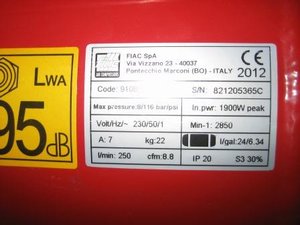 LWA
95dB
FIAC SpA
Via Vizzano 23 - 40037
Pontecchio Marconi (BO) - ITALY
CE
2012
Code:
S/N: 821205365C
Max pressure:8/116 bar/psi
In.pwr: 1900W peak
Volt/Hz/~ 230/50/1
Min-1: 2850
A: 7
kg:22
l/gal:24/6.34
l/min: 250
cfm:8.8
IP 20
S3 30%